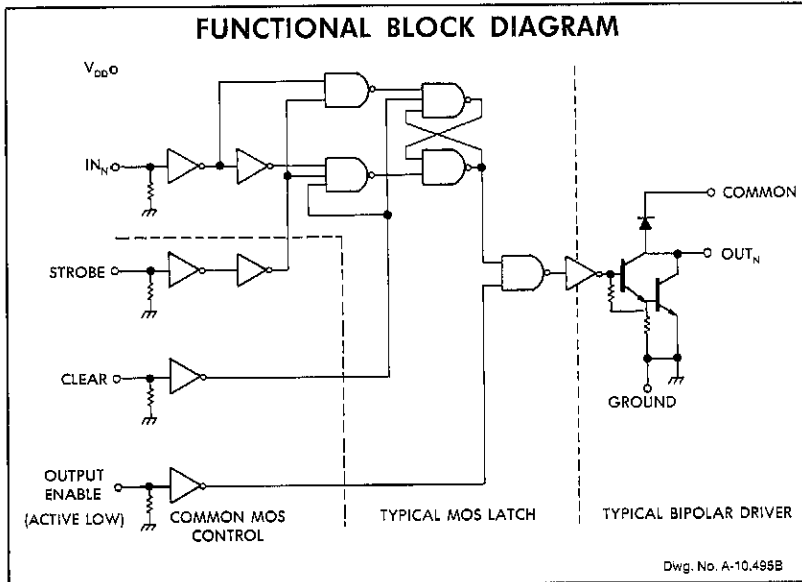 FUNCTIONAL BLOCK DIAGRAM
VDD
INN
COMMON
OUTN
STROBE
CLEAR
GROUND
OUTPUT
ENABLE
(ACTIVE LOW)
COMMON MOS
CONTROL
TYPICAL MOS LATCH
TYPICAL BIPOLAR DRIVER
Dwg. No. A-10,495B